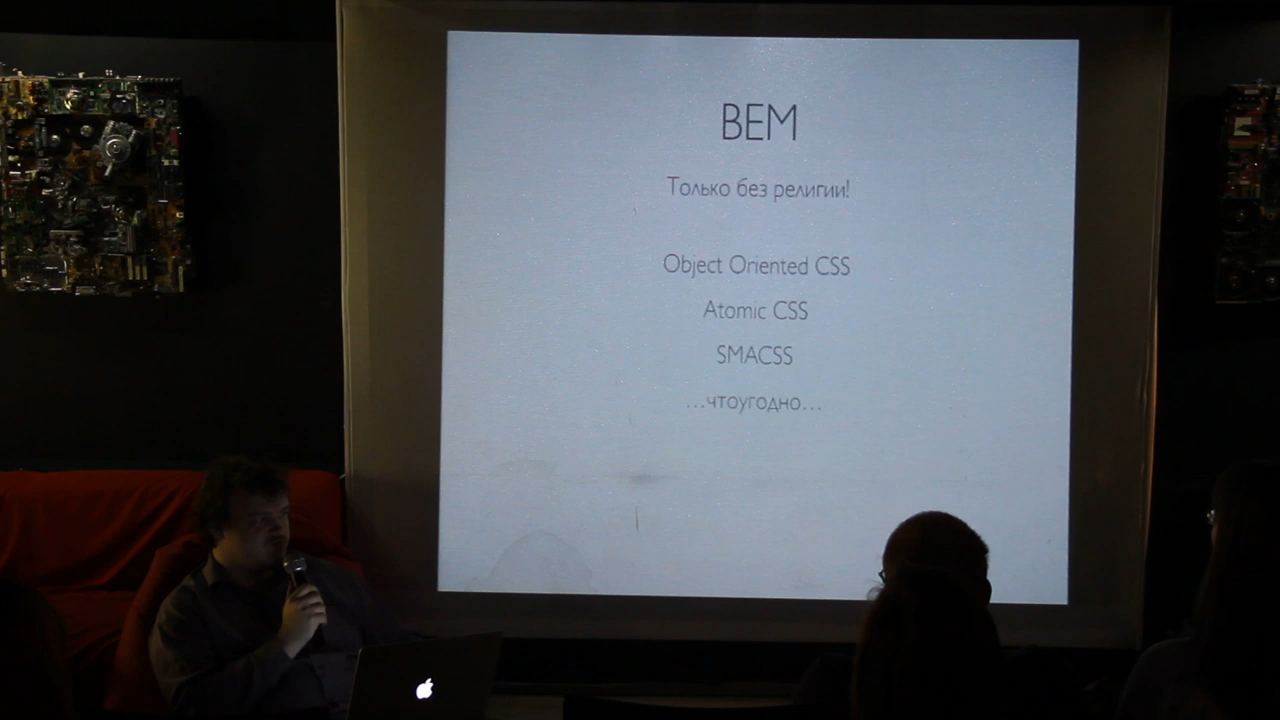 BEM
Только без религии!
Object Oriented CSS
Atomic CSS
SMACSS
...чтоугодно...